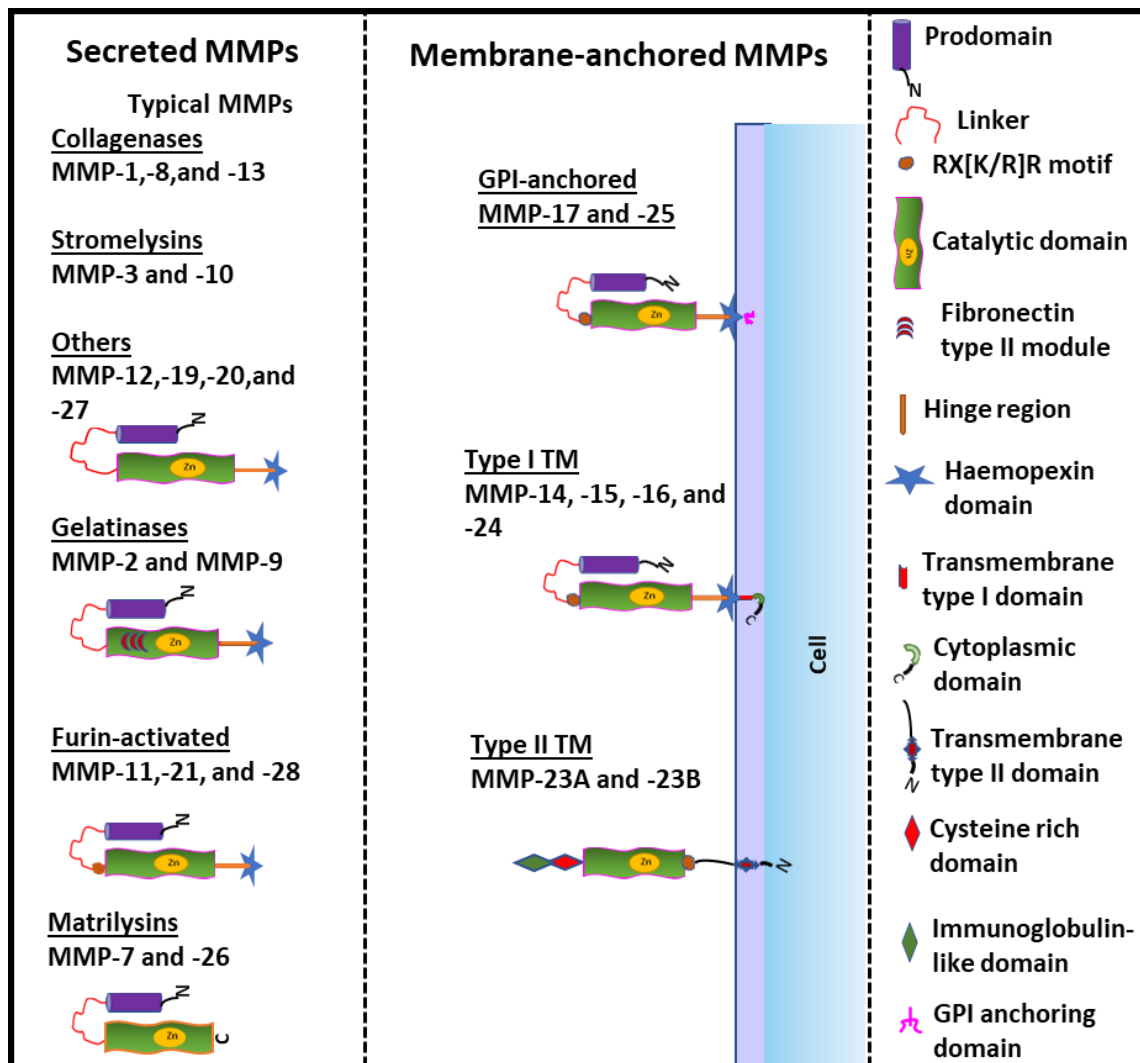 Secreted MMPs
Typical MMPs
Collagenases
MMP-1,-8,and -13
Stromelysins
MMP-3 and -10
Others
MMP-12,-19,-20,and
-27
N
Zn
Gelatinases
MMP-2 and MMP-9
N
Zn
Furin-activated
MMP-11,-21, and -28
N
Zn
Matrilysins
MMP-7 and -26
N
Zn
C
Membrane-anchored MMPs
GPI-anchored
MMP-17 and -25
N
Zn
Type I TM
MMP-14, -15, -16, and
-24
N
Zn
C
Type II TM
MMP-23A and -23B
Zn
N
Cell
Prodomain
N
Linker
RX[K/R]R motif
Catalytic domain
Zn
Fibronectin
type II module
Hinge region
Haemopexin
domain
Transmembrane
type I domain
Cytoplasmic
domain
C
Transmembrane
type II domain
N
Cysteine rich
domain
Immunoglobulin-
like domain
GPI anchoring
domain